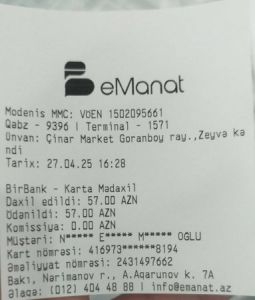 eManat
Modenis MMC: VÖEN 1502095661
Qəbz - 9396 | Terminal - 1571
Ünvan: Çinar Market Goranboy ray.,Zeyvə kə
ndi
Tarix: 27.04.25 16:28
BirBank - Karta Mədaxil
Daxil edildi: 57.00 AZN
Ödənildi: 57.00 AZN
Komissiya: 0.00 AZN
Müştəri: N***** E***** M***** OĞLU
Kart nömrəsi: 416973******8194
Əməliyyat nömrəsi: 2431497662
Bakı, Nərimanov r., A.Aqarunov k. 7A
Əlaqə: (012) 404 48 88 | info@emanat.az